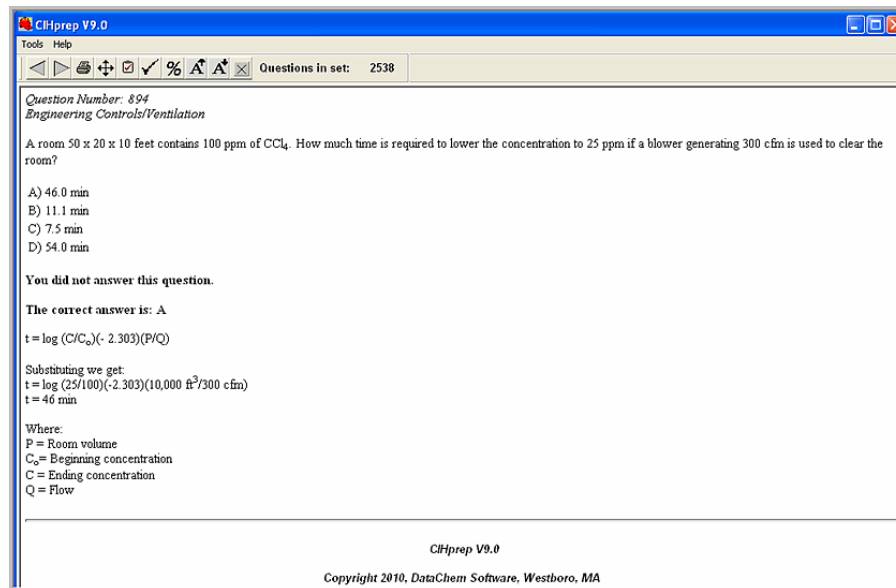 CIHprep V9.0
Tools Help
% A A Questions in set: 2538
Question Number: 894
Engineering Controls/Ventilation
A room 50 x 20 x 10 feet contains 100 ppm of CCl₄. How much time is required to lower the concentration to 25 ppm if a blower generating 300 cfm is used to clear the
room?
A) 46.0 min
B) 11.1 min
C) 7.5 min
D) 54.0 min
You did not answer this question.
The correct answer is: A
t = log (C/Cₒ)(- 2.303)(P/Q)
Substituting we get:
t = log (25/100)(-2.303)(10,000 ft³/300 cfm)
t = 46 min
Where:
P = Room volume
Cₒ= Beginning concentration
C = Ending concentration
Q = Flow
CIHprep V9.0
Copyright 2010, DataChem Software, Westboro, MA